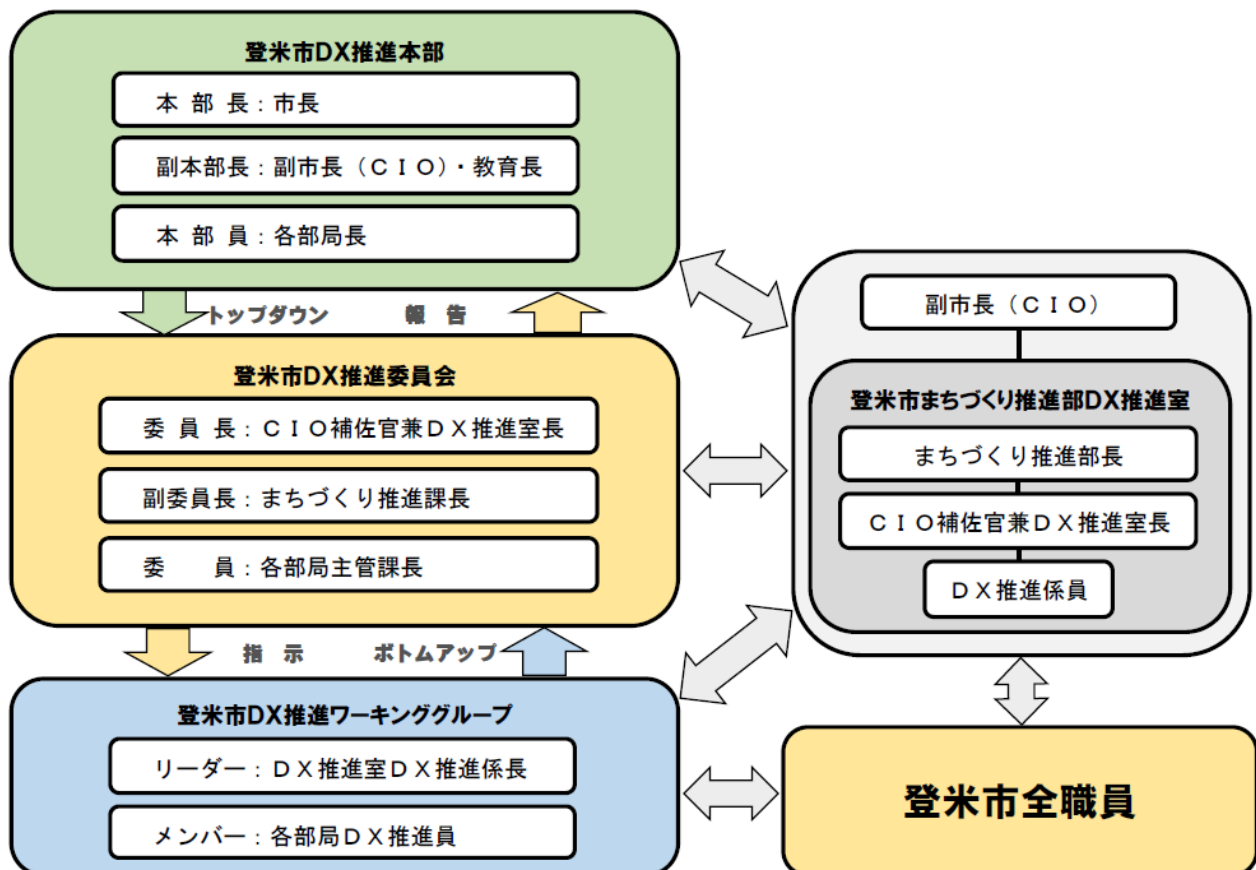 登米市DX推進本部
本 部 長：市長
副本部長：副市長（ＣＩＯ）・教育長
本 部 員：各部局長
トップダウン　報 告
登米市DX推進委員会
委 員 長：ＣＩＯ補佐官兼ＤＸ推進室長
副委員長：まちづくり推進課長
委　　員：各部局主管課長
指 示　ボトムアップ
登米市DX推進ワーキンググループ
リーダー：ＤＸ推進室ＤＸ推進係長
メンバー：各部局ＤＸ推進員
副市長（ＣＩＯ）
登米市まちづくり推進部DX推進室
まちづくり推進部長
ＣＩＯ補佐官兼ＤＸ推進室長
ＤＸ推進係員
登米市全職員